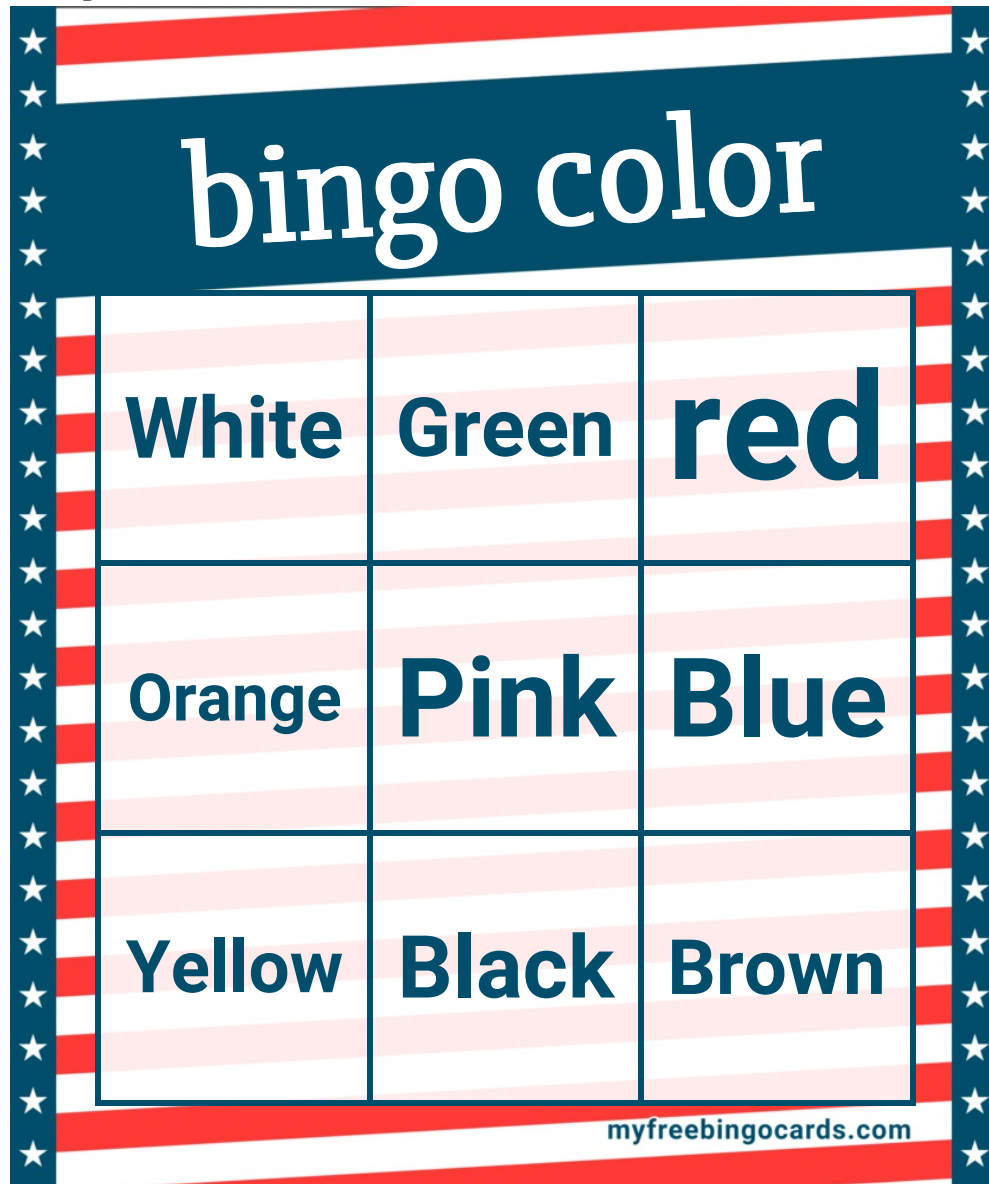 bingo color
White Green red
Orange Pink Blue
Yellow Black Brown
myfreebingocards.com